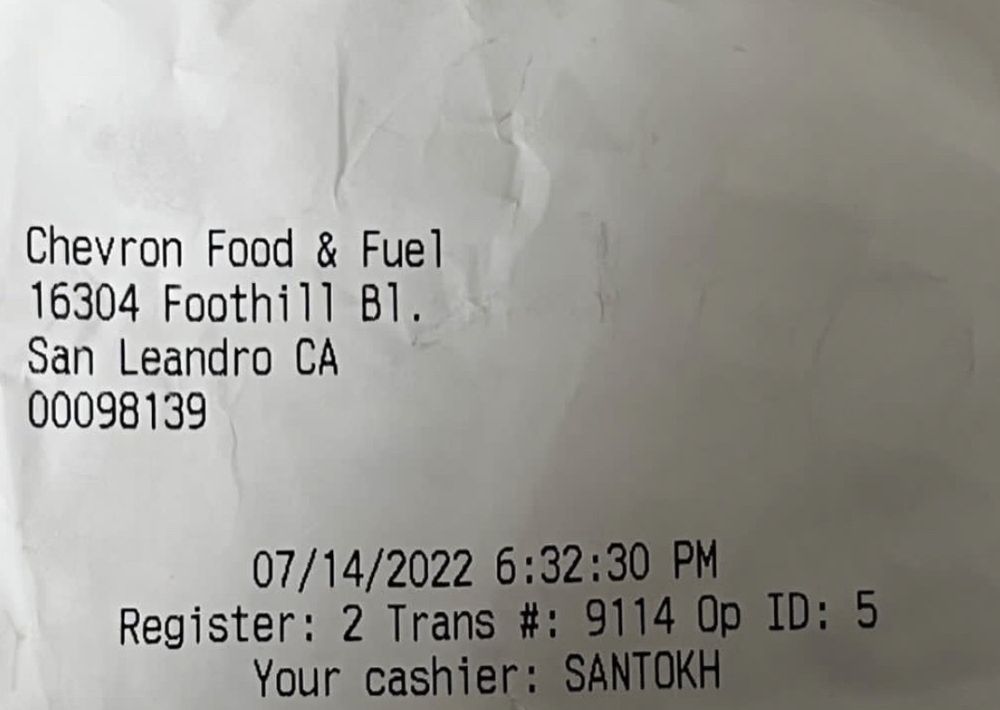 Chevron Food & Fuel
16304 Foothill Bl.
San Leandro CA
00098139
07/14/2022 6:32:30 PM
Register: 2 Trans #: 9114 Op ID: 5
Your cashier: SANTOKH